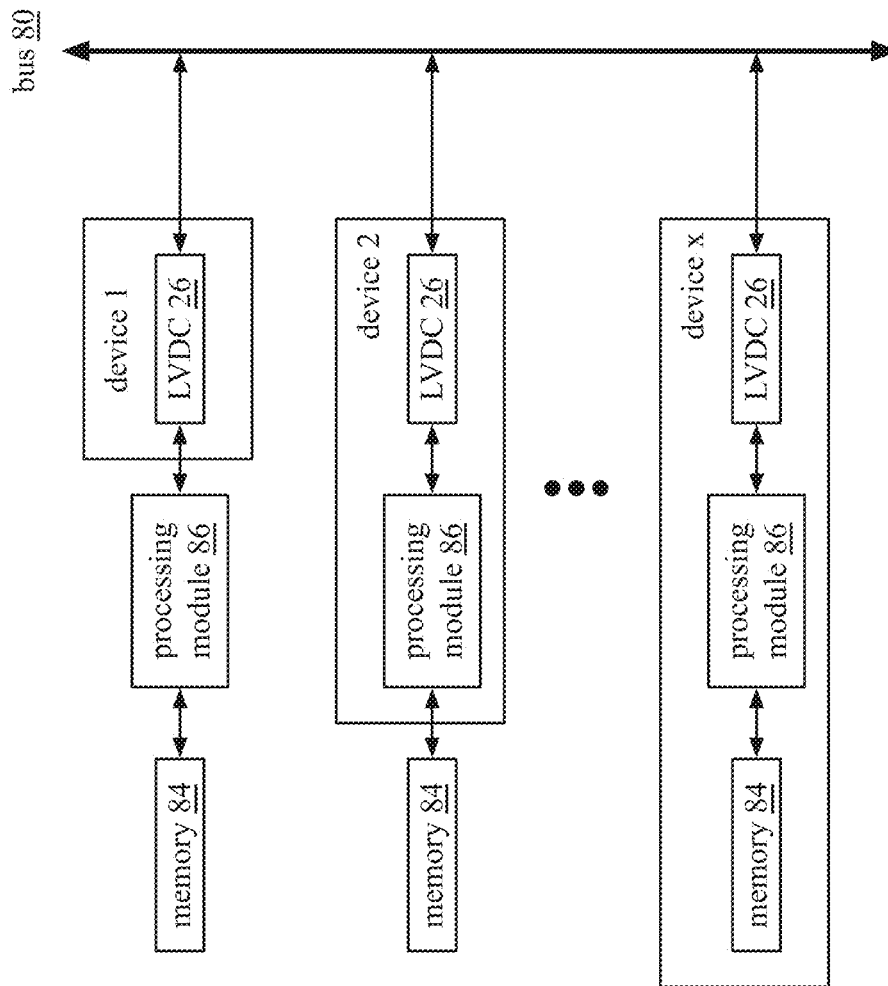 bus 80
device 1
LVDC 26
processing
module 86
memory 84
device 2
LVDC 26
processing
module 86
memory 84
device x
LVDC 26
processing
module 86
memory 84